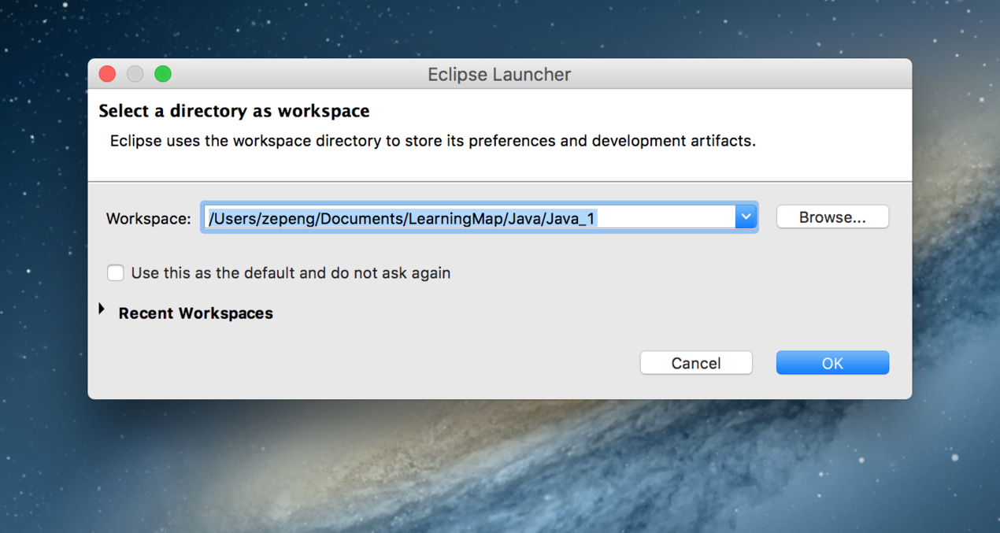 Eclipse Launcher
Select a directory as workspace
Eclipse uses the workspace directory to store its preferences and development artifacts.
Workspace: /Users/zepeng/Documents/LearningMap/Java/Java_1 Browse...
Use this as the default and do not ask again
Recent Workspaces
Cancel OK